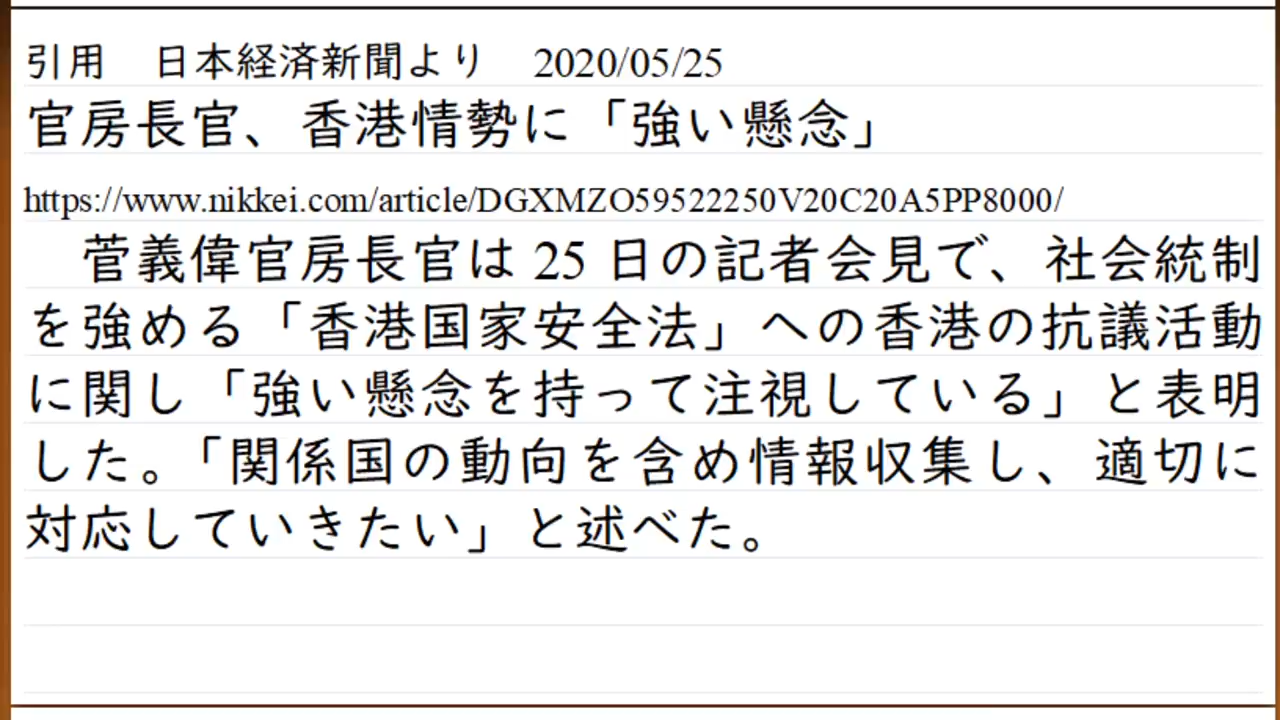 引用　日本経済新聞より　2020/05/25
官房長官、香港情勢に「強い懸念」
https://www.nikkei.com/article/DGXMZO59522250V20C20A5PP8000/
　菅義偉官房長官は 25 日の記者会見で、社会統制
を強める「香港国家安全法」への香港の抗議活動
に関し「強い懸念を持って注視している」と表明
した。「関係国の動向を含め情報収集し、適切に
対応していきたい」と述べた。